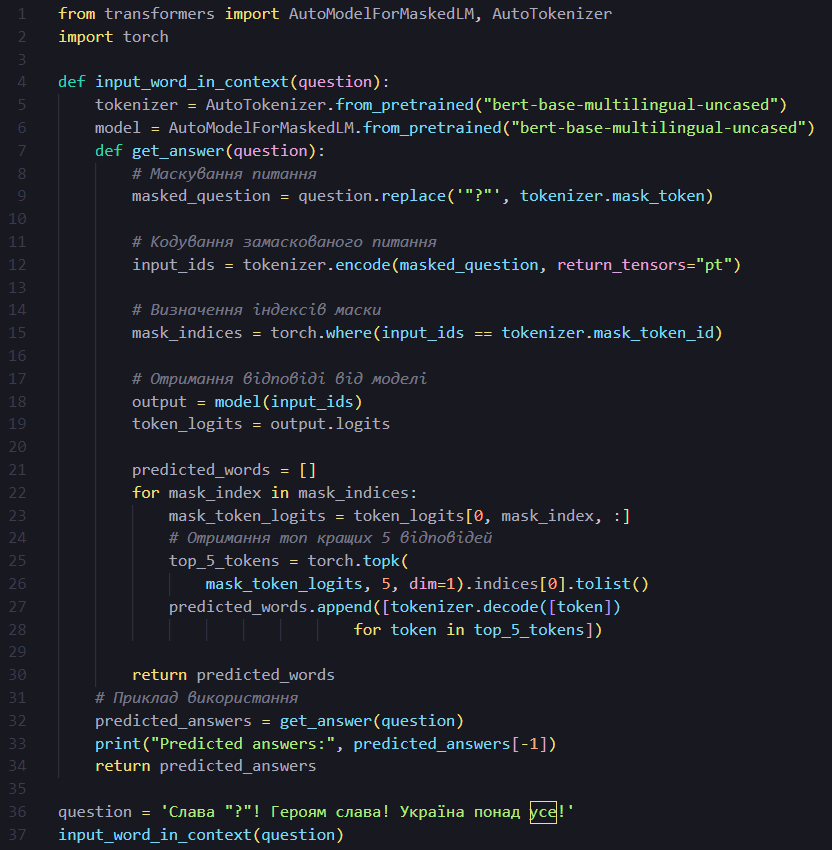 1 from transformers import AutoModelForMaskedLM, AutoTokenizer
2 import torch
3
4 def input_word_in_context(question):
5     tokenizer = AutoTokenizer.from_pretrained("bert-base-multilingual-uncased")
6     model = AutoModelForMaskedLM.from_pretrained("bert-base-multilingual-uncased")
7     def get_answer(question):
8         # Маскування питання
9         masked_question = question.replace('"?"', tokenizer.mask_token)
10
11         # Кодування замаскованого питання
12         input_ids = tokenizer.encode(masked_question, return_tensors="pt")
13
14         # Визначення індексів маски
15         mask_indices = torch.where(input_ids == tokenizer.mask_token_id)
16
17         # Отримання відповіді від моделі
18         output = model(input_ids)
19         token_logits = output.logits
20
21         predicted_words = []
22         for mask_index in mask_indices:
23             mask_token_logits = token_logits[0, mask_index, :]
24             # Отримання топ кращих 5 відповідей
25             top_5_tokens = torch.topk(
26                 mask_token_logits, 5, dim=1).indices[0].tolist()
27             predicted_words.append([tokenizer.decode([token])
28                                 for token in top_5_tokens])
29
30         return predicted_words
31     # Приклад використання
32     predicted_answers = get_answer(question)
33     print("Predicted answers:", predicted_answers[-1])
34     return predicted_answers
35
36 question = 'Слава "?"! Героям слава! Україна понад усе!'
37 input_word_in_context(question)